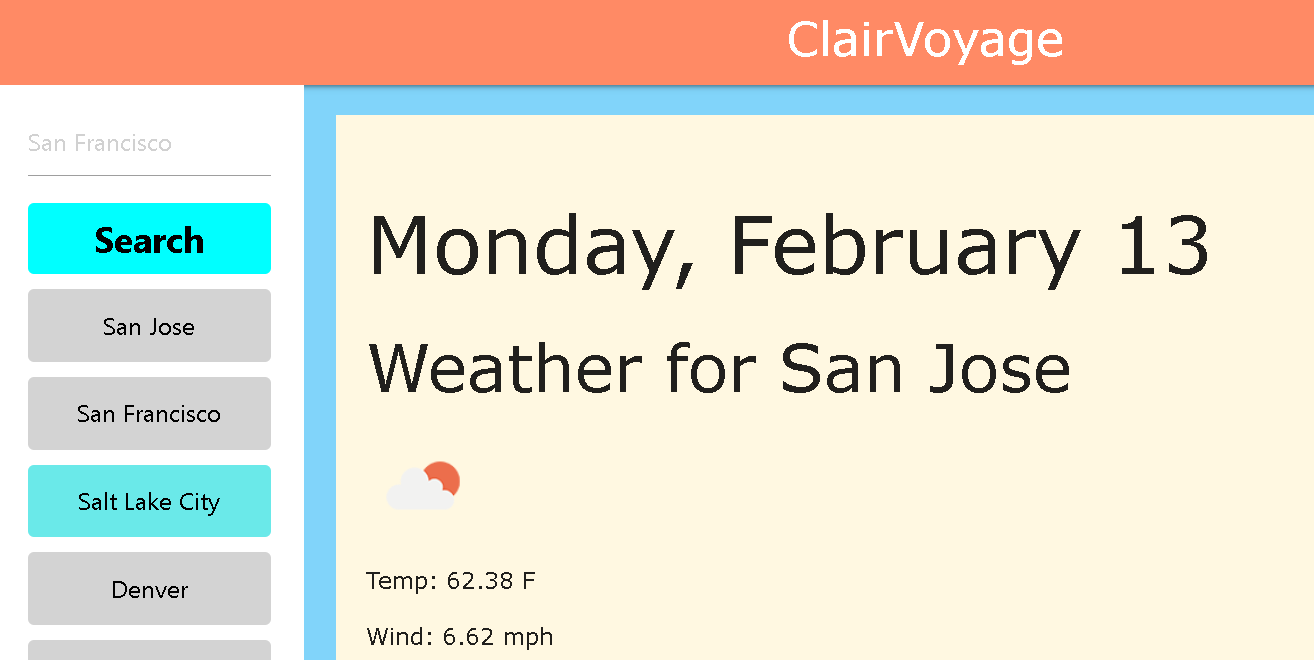 ClairVoyage
San Francisco
Search
San Jose
San Francisco
Salt Lake City
Denver
Monday, February 13
Weather for San Jose
Temp: 62.38 F
Wind: 6.62 mph